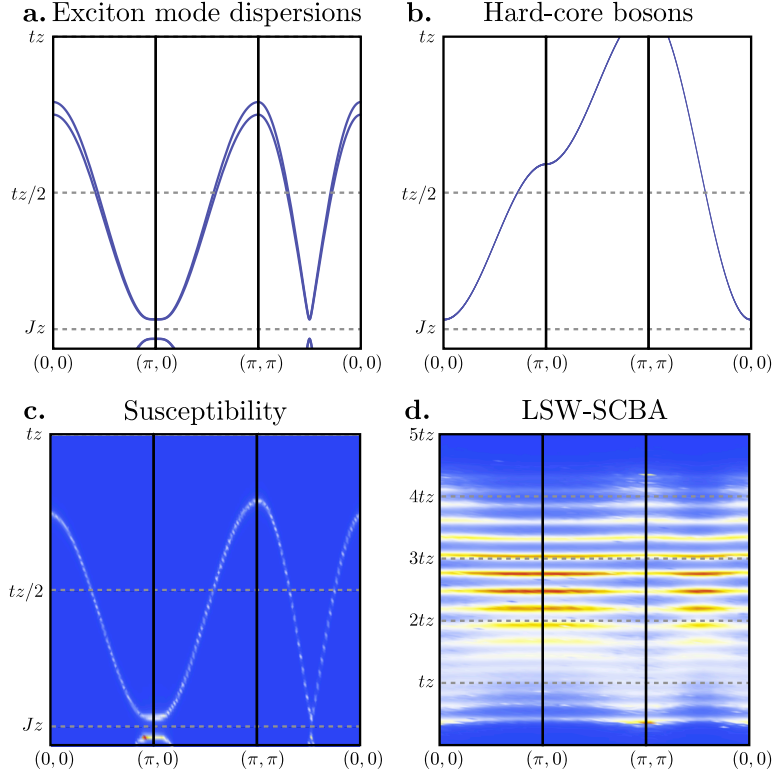 a. Exciton mode dispersions
b. Hard-core bosons
tz
tz/2
Jz
(0, 0) (π, 0) (π, π) (0, 0)
tz
tz/2
Jz
(0, 0) (π, 0) (π, π) (0, 0)
c. Susceptibility
d. LSW-SCBA
tz
tz/2
Jz
(0, 0) (π, 0) (π, π) (0, 0)
5tz
4tz
3tz
2tz
tz
(0, 0) (π, 0) (π, π) (0, 0)